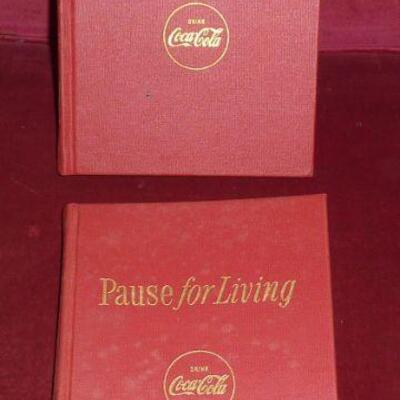 DRINK
Coca-Cola
Pause for Living
DRINK
Coca-Cola